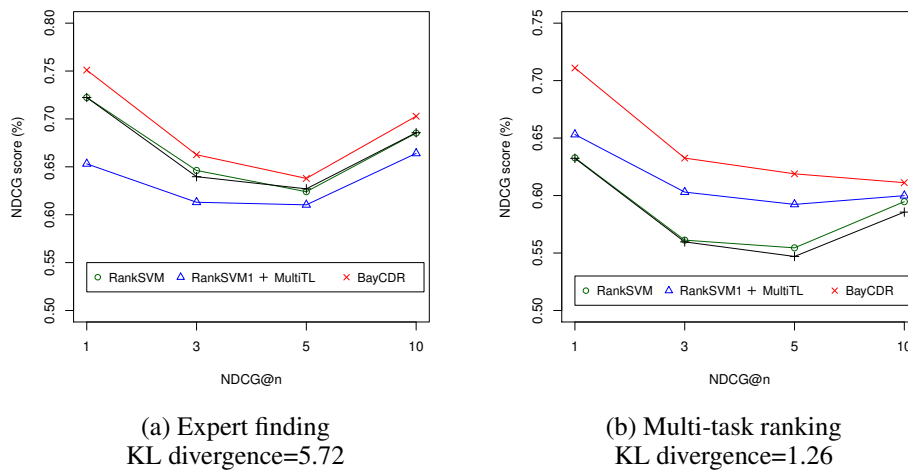 0.80
0.75
0.70
0.65
0.60
0.55
0.50
NDCG score (%)
RankSVM RankSVM1 MultiTL BayCDR
1 3 5 10
NDCG@n
(a) Expert finding
KL divergence=5.72
0.75
0.70
0.65
0.60
0.55
0.50
NDCG score (%)
RankSVM RankSVM1 MultiTL BayCDR
1 3 5 10
NDCG@n
(b) Multi-task ranking
KL divergence=1.26